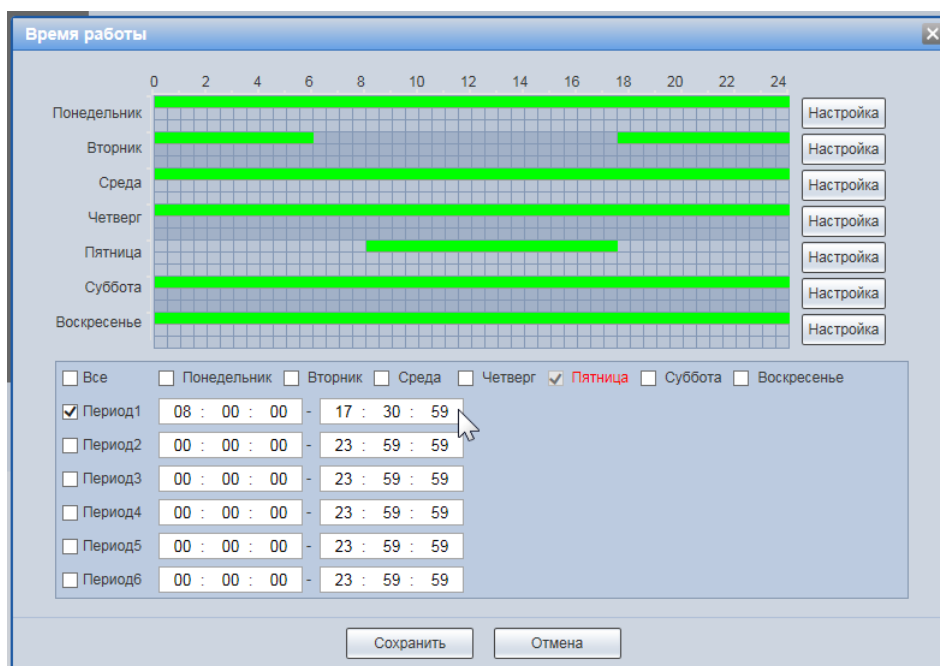 Время работы
0 2 4 6 8 10 12 14 16 18 20 22 24
Понедельник Настройка
Вторник Настройка
Среда Настройка
Четверг Настройка
Пятница Настройка
Суббота Настройка
Воскресенье Настройка
Все Понедельник Вторник Среда Четверг Пятница Суббота Воскресенье
Период1 08 : 00 : 00 - 17 : 30 : 59
Период2 00 : 00 : 00 - 23 : 59 : 59
Период3 00 : 00 : 00 - 23 : 59 : 59
Период4 00 : 00 : 00 - 23 : 59 : 59
Период5 00 : 00 : 00 - 23 : 59 : 59
Период6 00 : 00 : 00 - 23 : 59 : 59
Сохранить Отмена